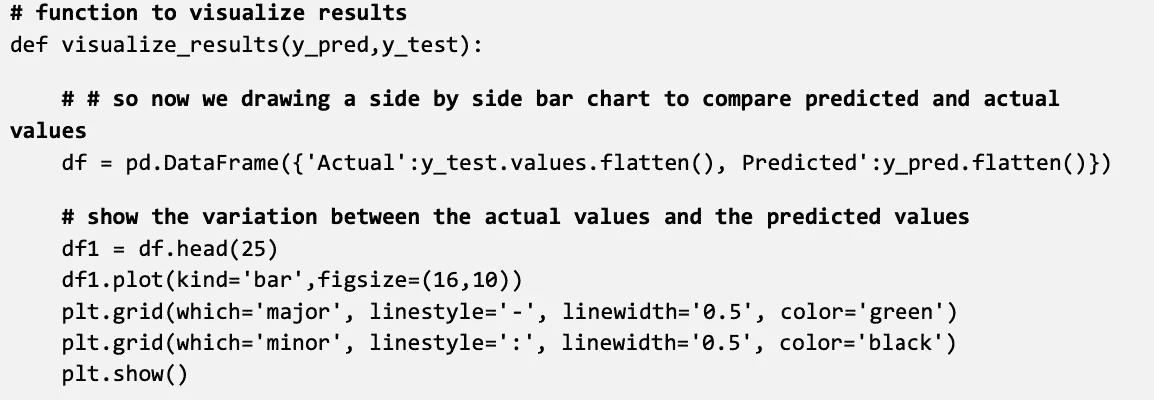 # function to visualize results
def visualize_results(y_pred,y_test):
    # # so now we drawing a side by side bar chart to compare predicted and actual
values
    df = pd.DataFrame({'Actual':y_test.values.flatten(), Predicted':y_pred.flatten()})
    # show the variation between the actual values and the predicted values
    df1 = df.head(25)
    df1.plot(kind='bar',figsize=(16,10))
    plt.grid(which='major', linestyle='-', linewidth='0.5', color='green')
    plt.grid(which='minor', linestyle=':', linewidth='0.5', color='black')
    plt.show()